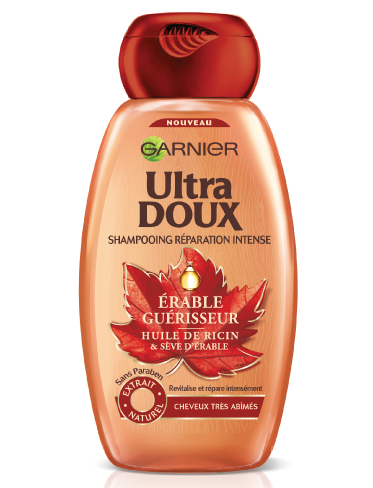 NOUVEAU
GARNIER
Ultra
DOUX
SHAMPOOING RÉPARATION INTENSE
ÉRABLE
GUÉRISSEUR
HUILE DE RICIN
& SÈVE D'ÉRABLE
Sans Paraben
EXTRAIT
NATUREL
Revitalise et répare intensément
CHEVEUX TRÈS ABÎMÉS